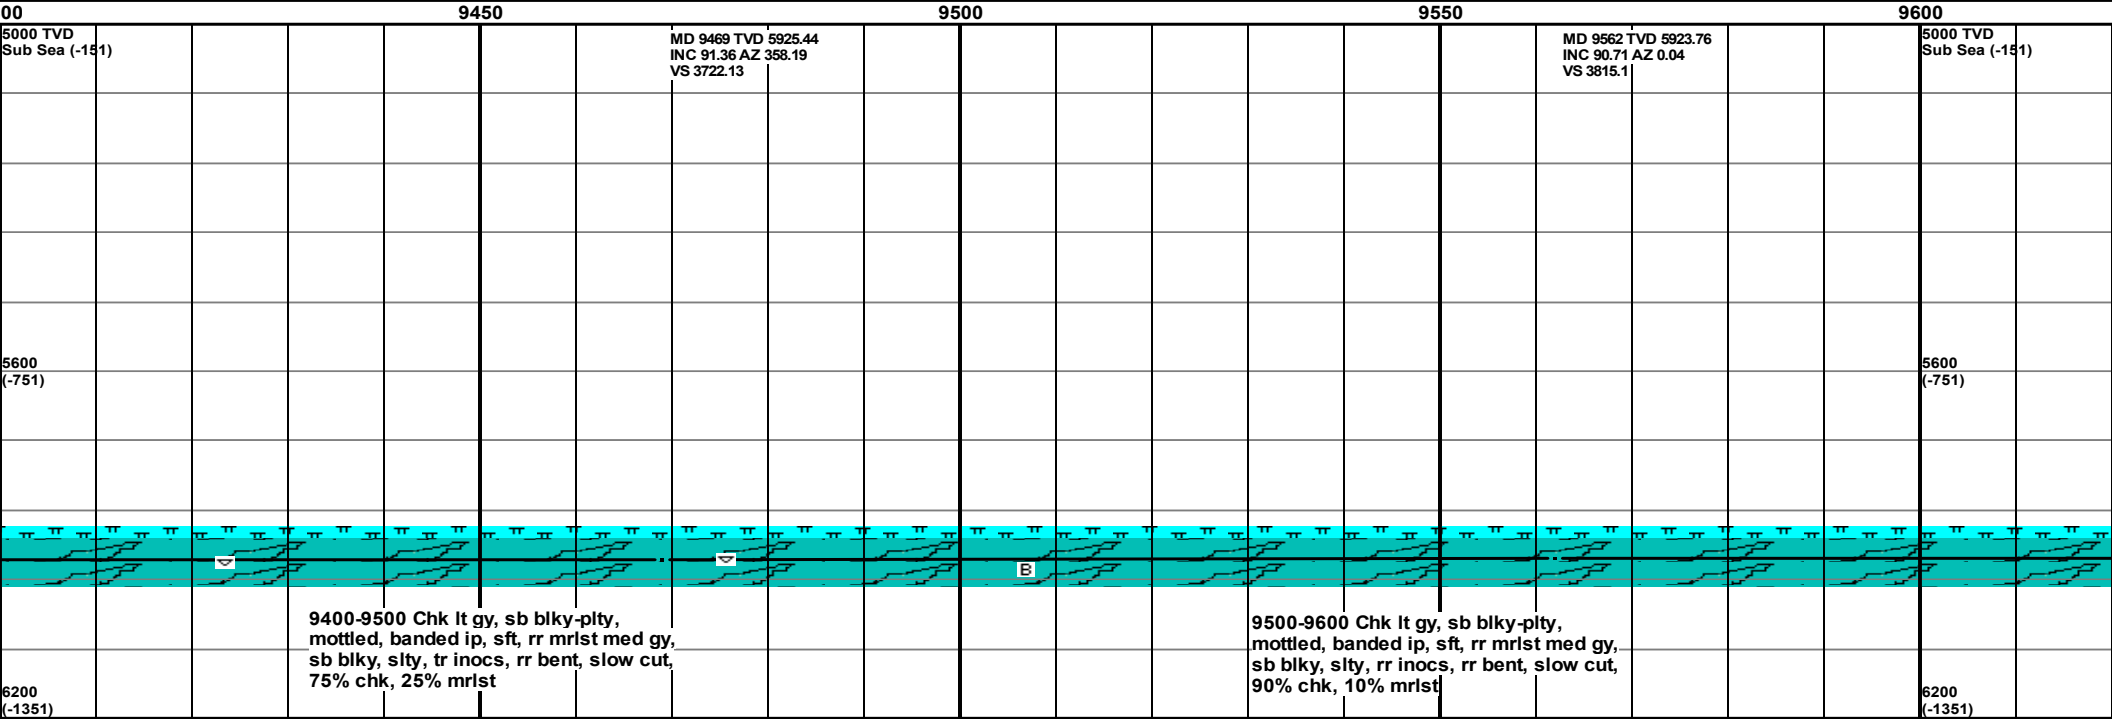 00 9450 9500 9550 9600
5000 TVD
Sub Sea (-151)
MD 9469 TVD 5925.44
INC 91.36 AZ 358.19
VS 3722.13
MD 9562 TVD 5923.76
INC 90.71 AZ 0.04
VS 3815.1
5000 TVD
Sub Sea (-151)
5600
(-751)
5600
(-751)
B
9400-9500 Chk lt gy, sb blky-plty,
mottled, banded ip, sft, rr mrlst med gy,
sb blky, slty, tr inocs, rr bent, slow cut,
75% chk, 25% mrlst
9500-9600 Chk lt gy, sb blky-plty,
mottled, banded ip, sft, rr mrlst med gy,
sb blky, slty, rr inocs, rr bent, slow cut,
90% chk, 10% mrlst
6200
(-1351)
6200
(-1351)